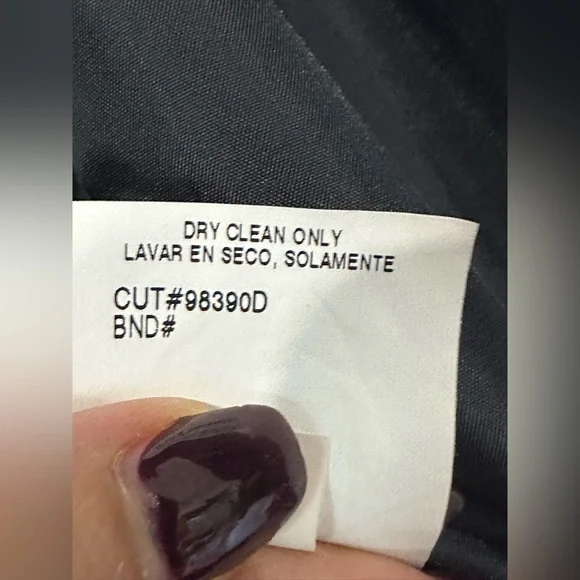 DRY CLEAN ONLY
LAVAR EN SECO, SOLAMENTE
CUT#98390D
BND#